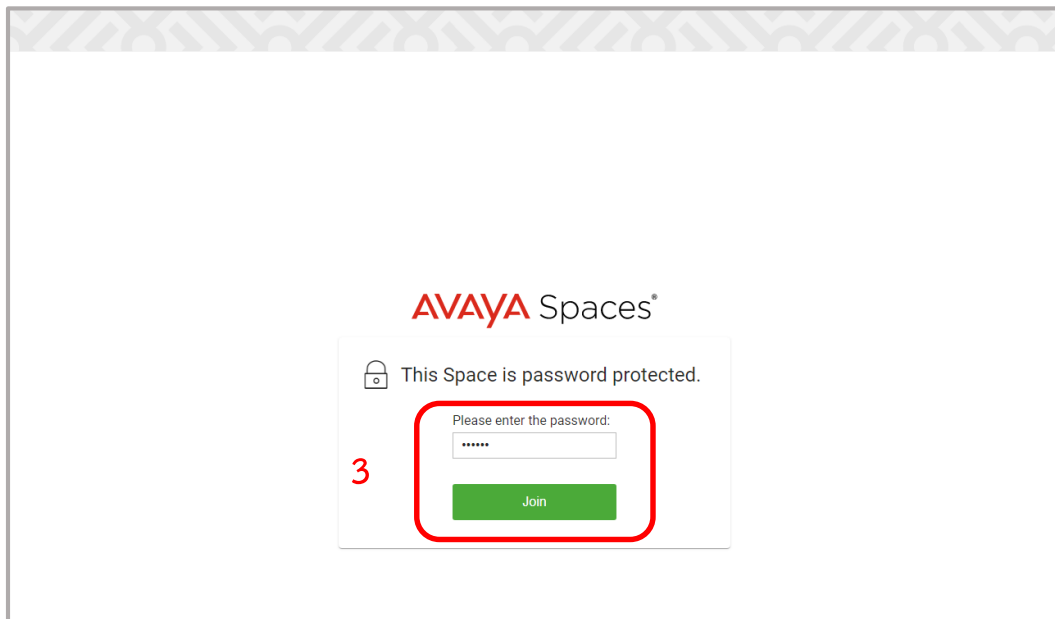 AVAYA Spaces®
This Space is password protected.
Please enter the password:
••••••
3
Join